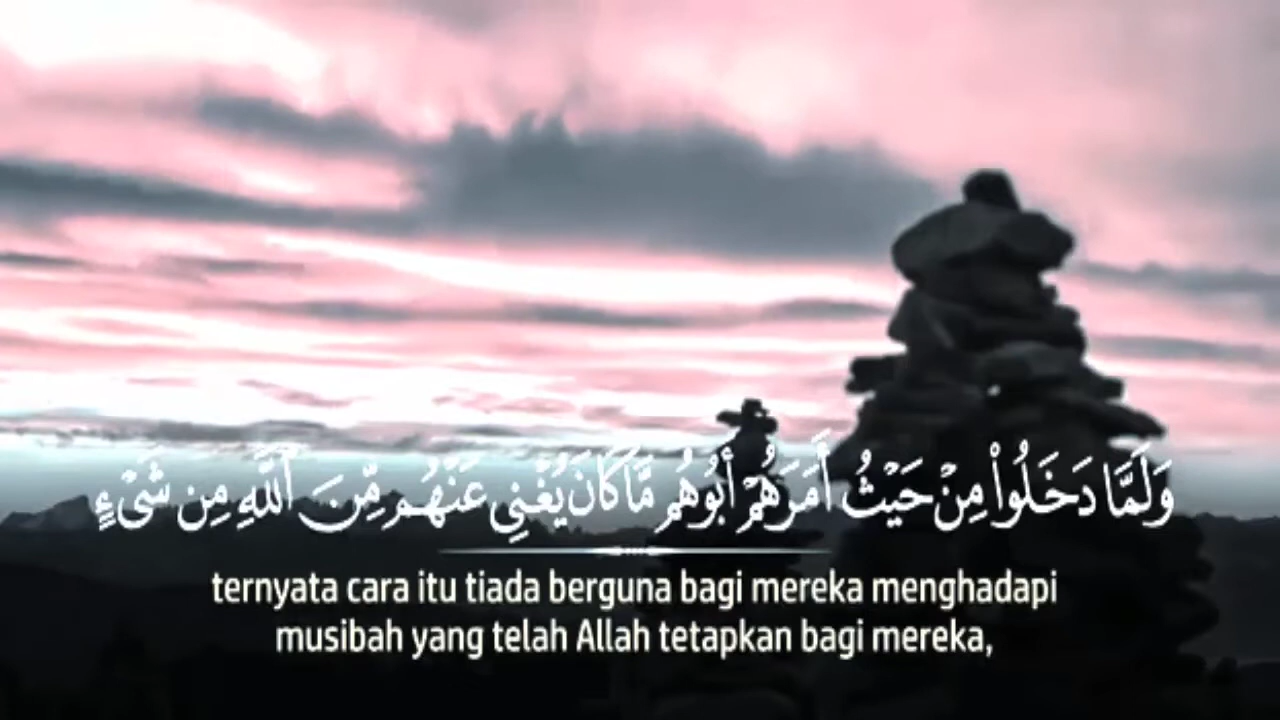 وَلَمَّا دَخَلُوا۟ مِنْ حَيْثُ أَمَرَهُمْ أَبُوهُم مَّا كَانَ يُغْنِي عَنْهُم مِّنَ ٱللَّهِ مِن شَىْءٍ
ternyata cara itu tiada berguna bagi mereka menghadapi
musibah yang telah Allah tetapkan bagi mereka,